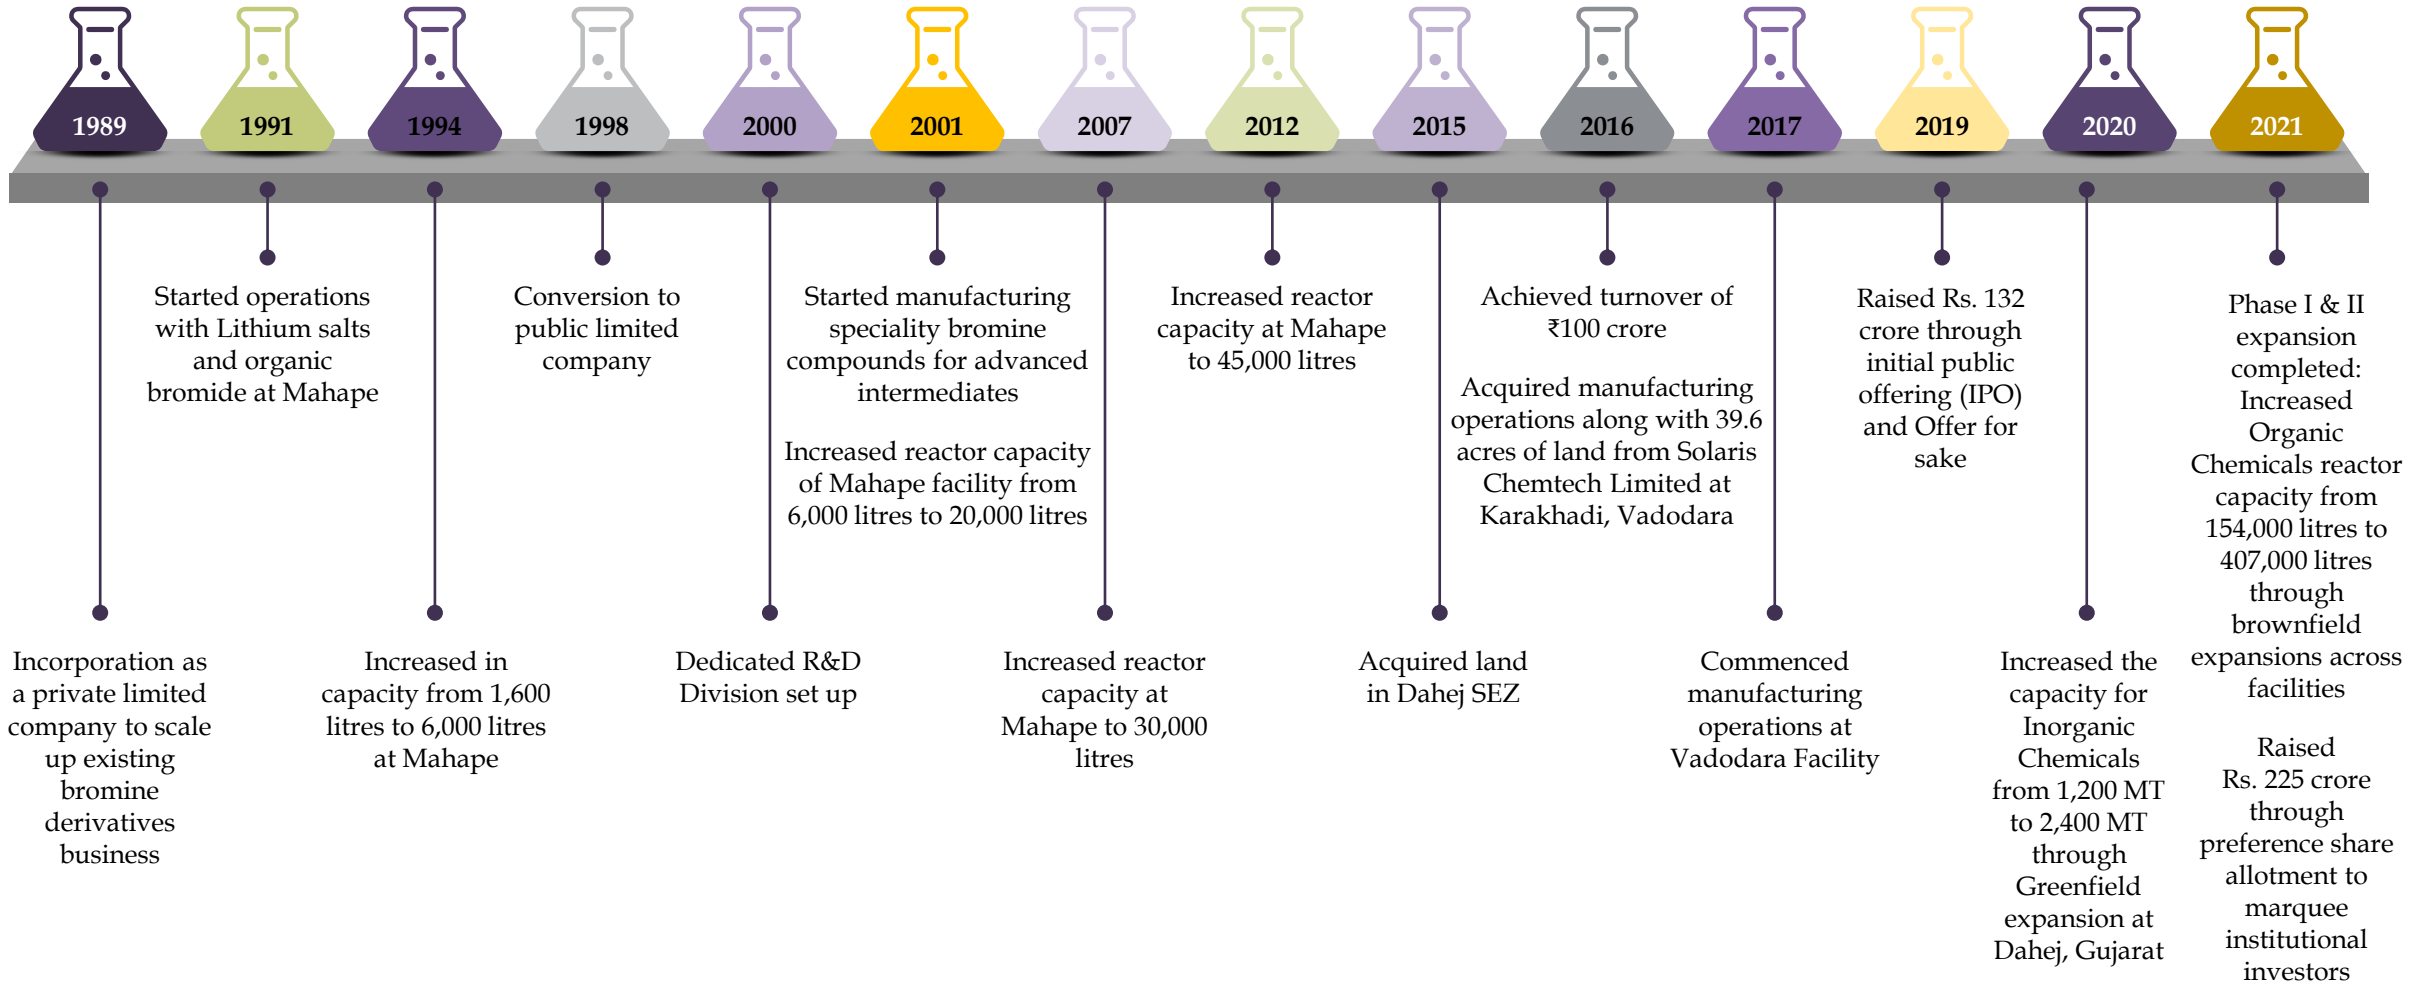 1989
1991
1994
1998
2000
2001
2007
2012
2015
2016
2017
2019
2020
2021
Incorporation as
a private limited
company to scale
up existing
bromine
derivatives
business
Started operations
with Lithium salts
and organic
bromide at Mahape
Increased in
capacity from 1,600
litres to 6,000 litres
at Mahape
Conversion to
public limited
company
Dedicated R&D
Division set up
Started manufacturing
speciality bromine
compounds for advanced
intermediates
Increased reactor capacity
of Mahape facility from
6,000 litres to 20,000 litres
Increased reactor
capacity at
Mahape to 30,000
litres
Increased reactor
capacity at Mahape
to 45,000 litres
Acquired land
in Dahej SEZ
Achieved turnover of
₹100 crore
Acquired manufacturing
operations along with 39.6
acres of land from Solaris
Chemtech Limited at
Karakhadi, Vadodara
Commenced
manufacturing
operations at
Vadodara Facility
Raised Rs. 132
crore through
initial public
offering (IPO)
and Offer for
sake
Increased the
capacity for
Inorganic
Chemicals
from 1,200 MT
to 2,400 MT
through
Greenfield
expansion at
Dahej, Gujarat
Phase I & II
expansion
completed:
Increased
Organic
Chemicals reactor
capacity from
154,000 litres to
407,000 litres
through
brownfield
expansions across
facilities
Raised
Rs. 225 crore
through
preference share
allotment to
marquee
institutional
investors